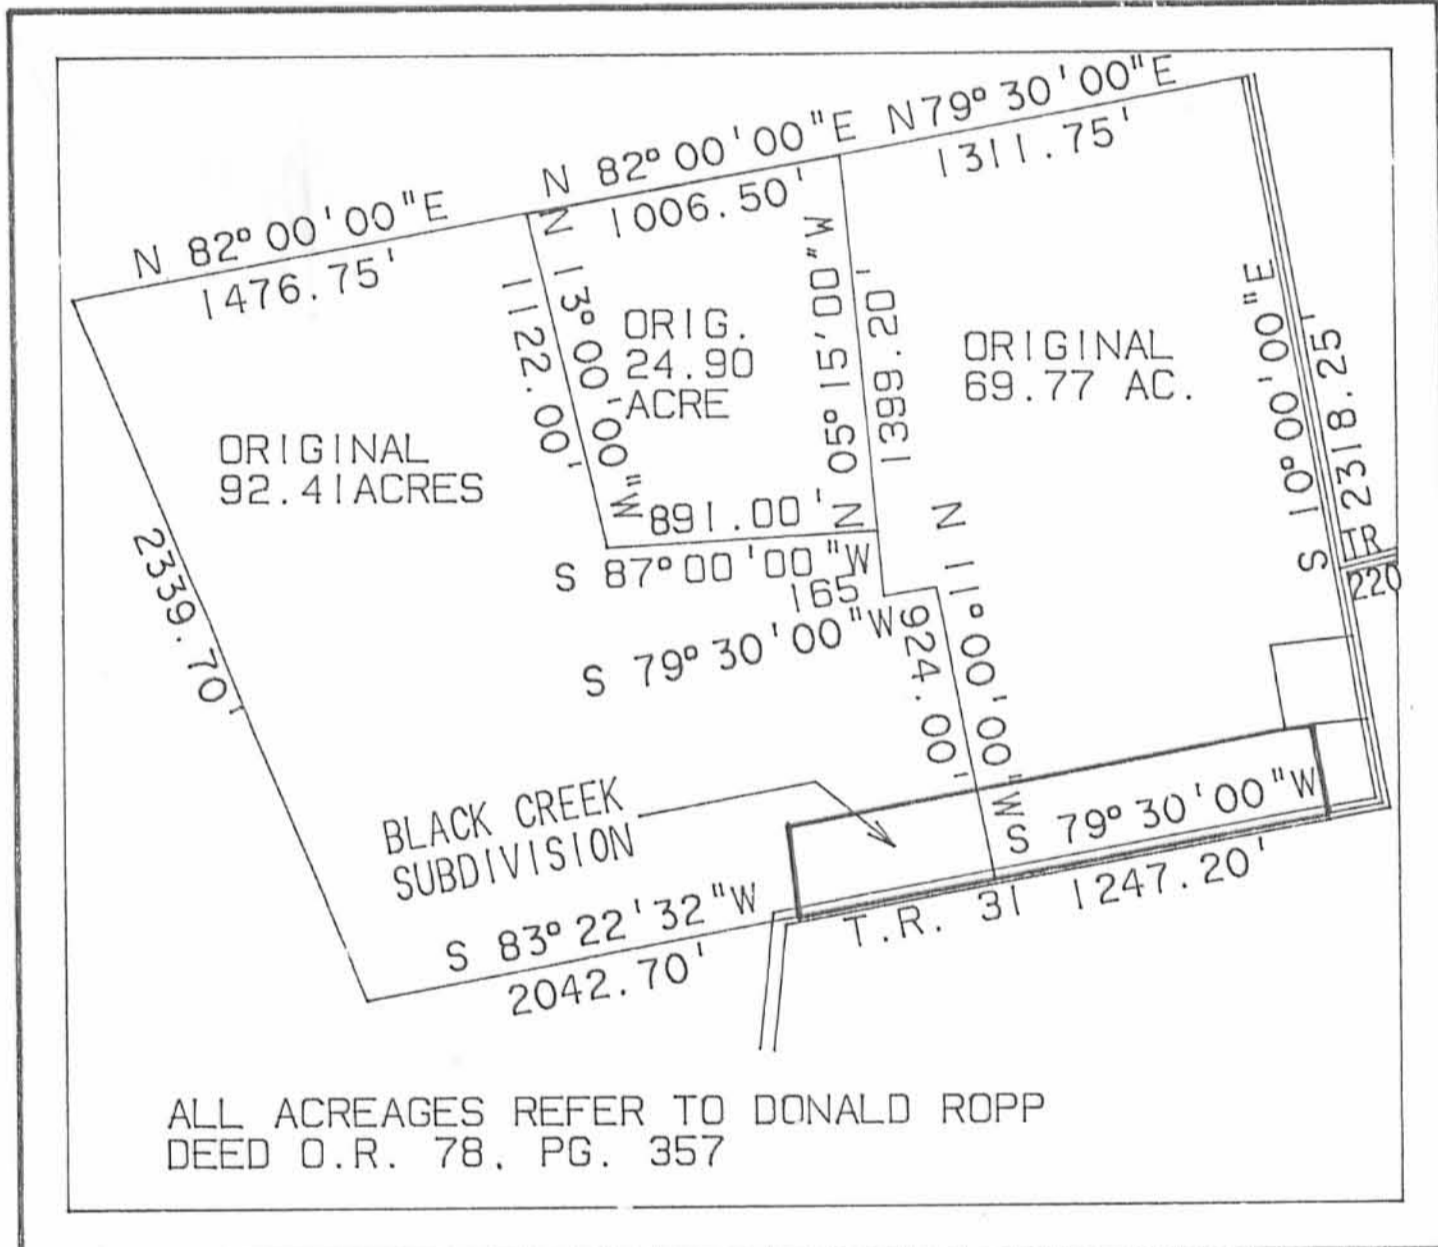 N 82° 00' 00"E
1476.75'
N 82° 00' 00"E
1006.50'
N79° 30' 00"E
1311.75'
N 13° 00' 00"W
1122.00'
ORIG.
24.90
ACRE
N 05° 15' 00"W
1399.20'
ORIGINAL
69.77 AC.
S 10° 00' 00"E
2318.25'
TR
220
ORIGINAL
92.41ACRES
2339.70'
891.00'
S 87° 00' 00"W
165
S 79° 30' 00"W
N 11° 00' 00"W
924.00'
BLACK CREEK
SUBDIVISION
S 79° 30' 00"W
1247.20'
T.R. 31
S 83° 22' 32"W
2042.70'
ALL ACREAGES REFER TO DONALD ROPP
DEED O.R. 78, PG. 357